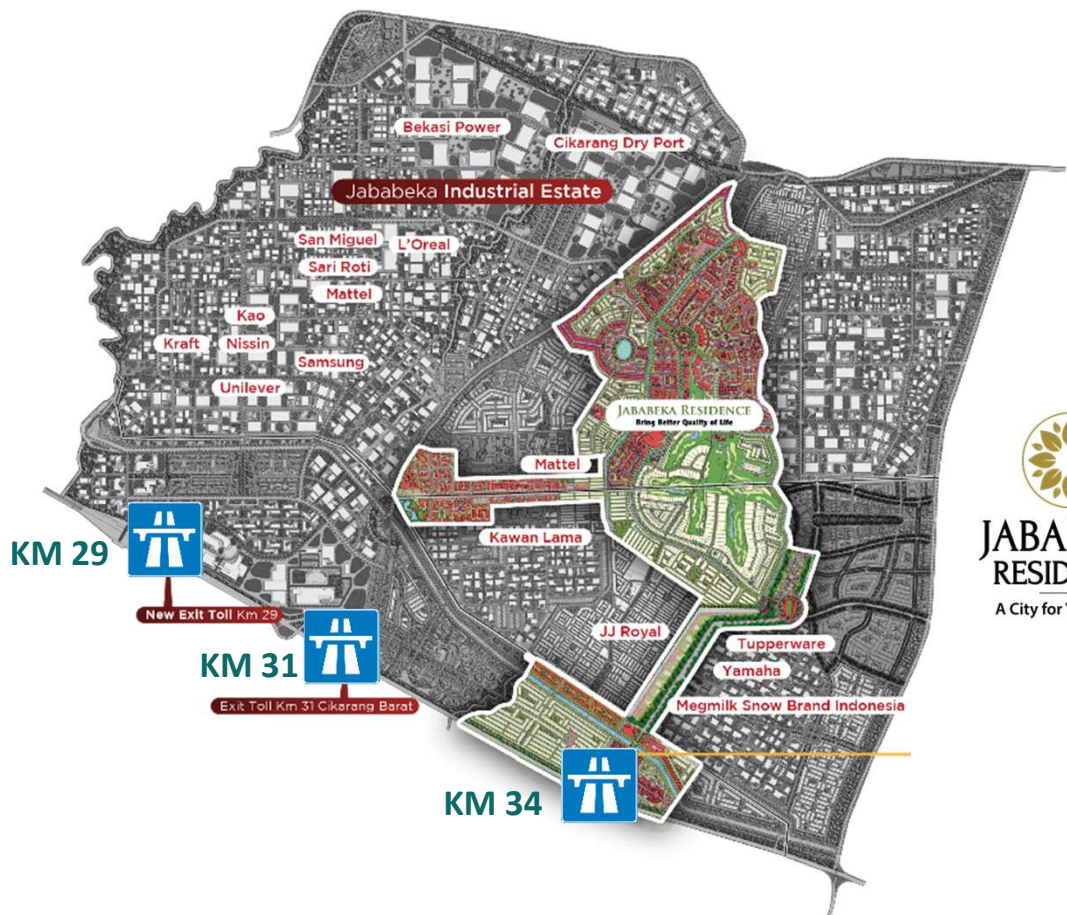 Bekasi Power
Cikarang Dry Port
Jababeka Industrial Estate
San Miguel
L'Oreal
Sari Roti
Mattel
Kao
Kraft
Nissin
Samsung
Unilever
JABABEKA RESIDENCE
Bring Better Quality of Life
Mattel
Kawan Lama
KM 29
New Exit Toll Km 29
JJ Royal
KM 31
Exit Toll Km 31 Cikarang Barat
Tupperware
Yamaha
Megmilk Snow Brand Indonesia
KM 34
JABA
RESID
A City for